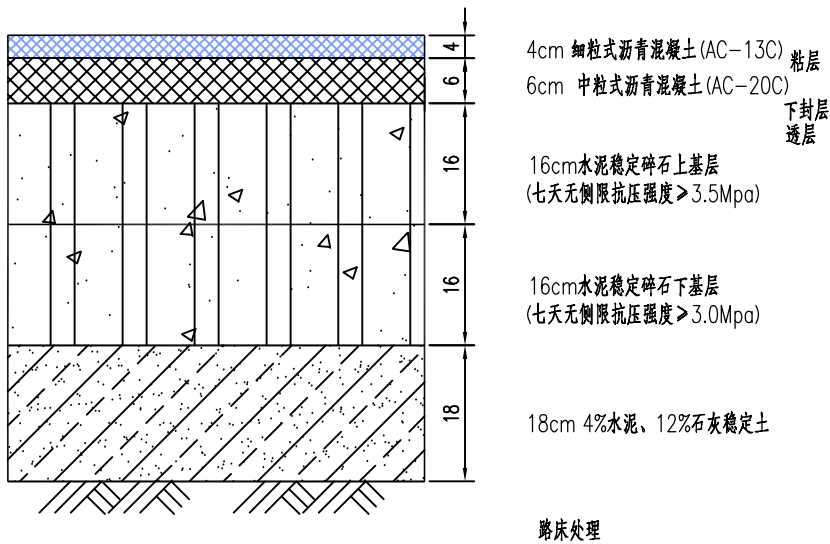 4
4cm 细粒式沥青混凝土(AC-13C)
粘层
6
6cm 中粒式沥青混凝土(AC-20C)
下封层
透层
16
16cm水泥稳定碎石上基层
(七天无侧限抗压强度≥3.5Mpa)
16
16cm水泥稳定碎石下基层
(七天无侧限抗压强度≥3.0Mpa)
18
18cm 4%水泥、12%石灰稳定土
路床处理